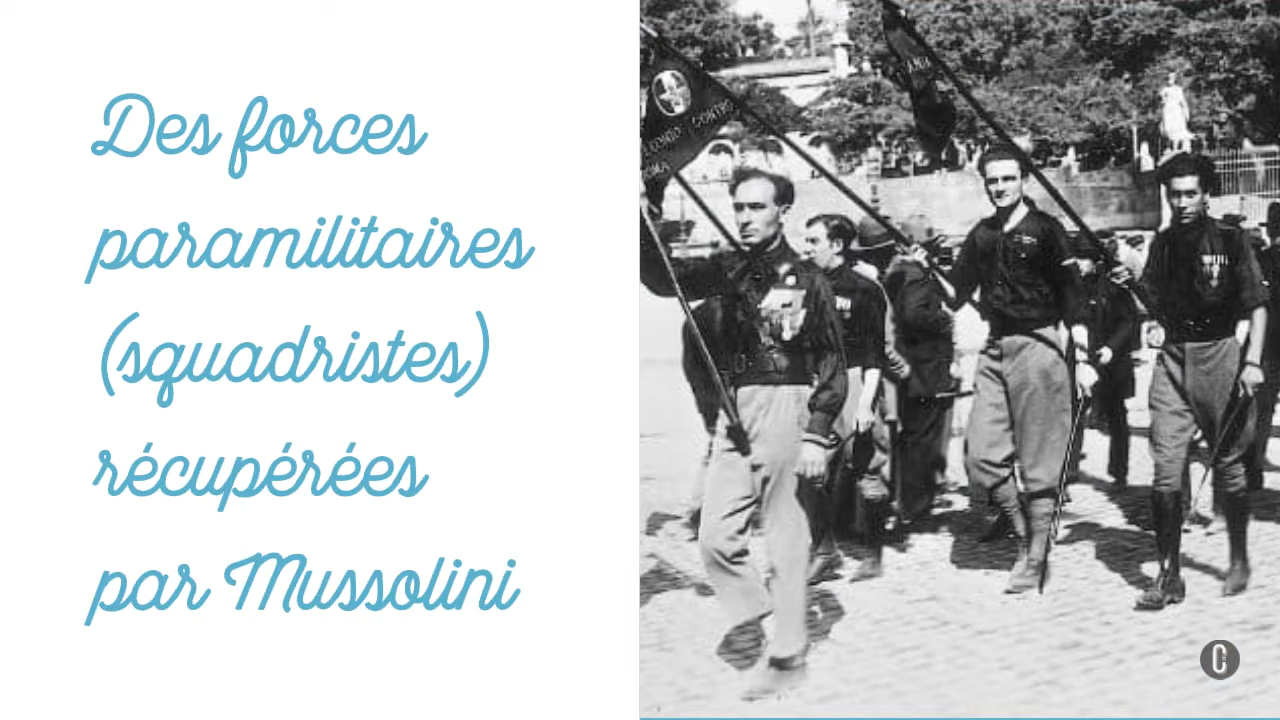 Des forces
paramilitaires
(squadristes)
récupérées
par Mussolini
C